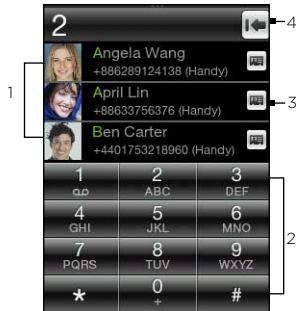 2
4
Angela Wang
+886289124138 (Handy)
1
April Lin
+88633756376 (Handy)
3
Ben Carter
+4401753218960 (Handy)
1 2 3
ABC DEF
4 5 6
GHI JKL MNO
2
7 8 9
PQRS TUV WXYZ
* 0 #
+